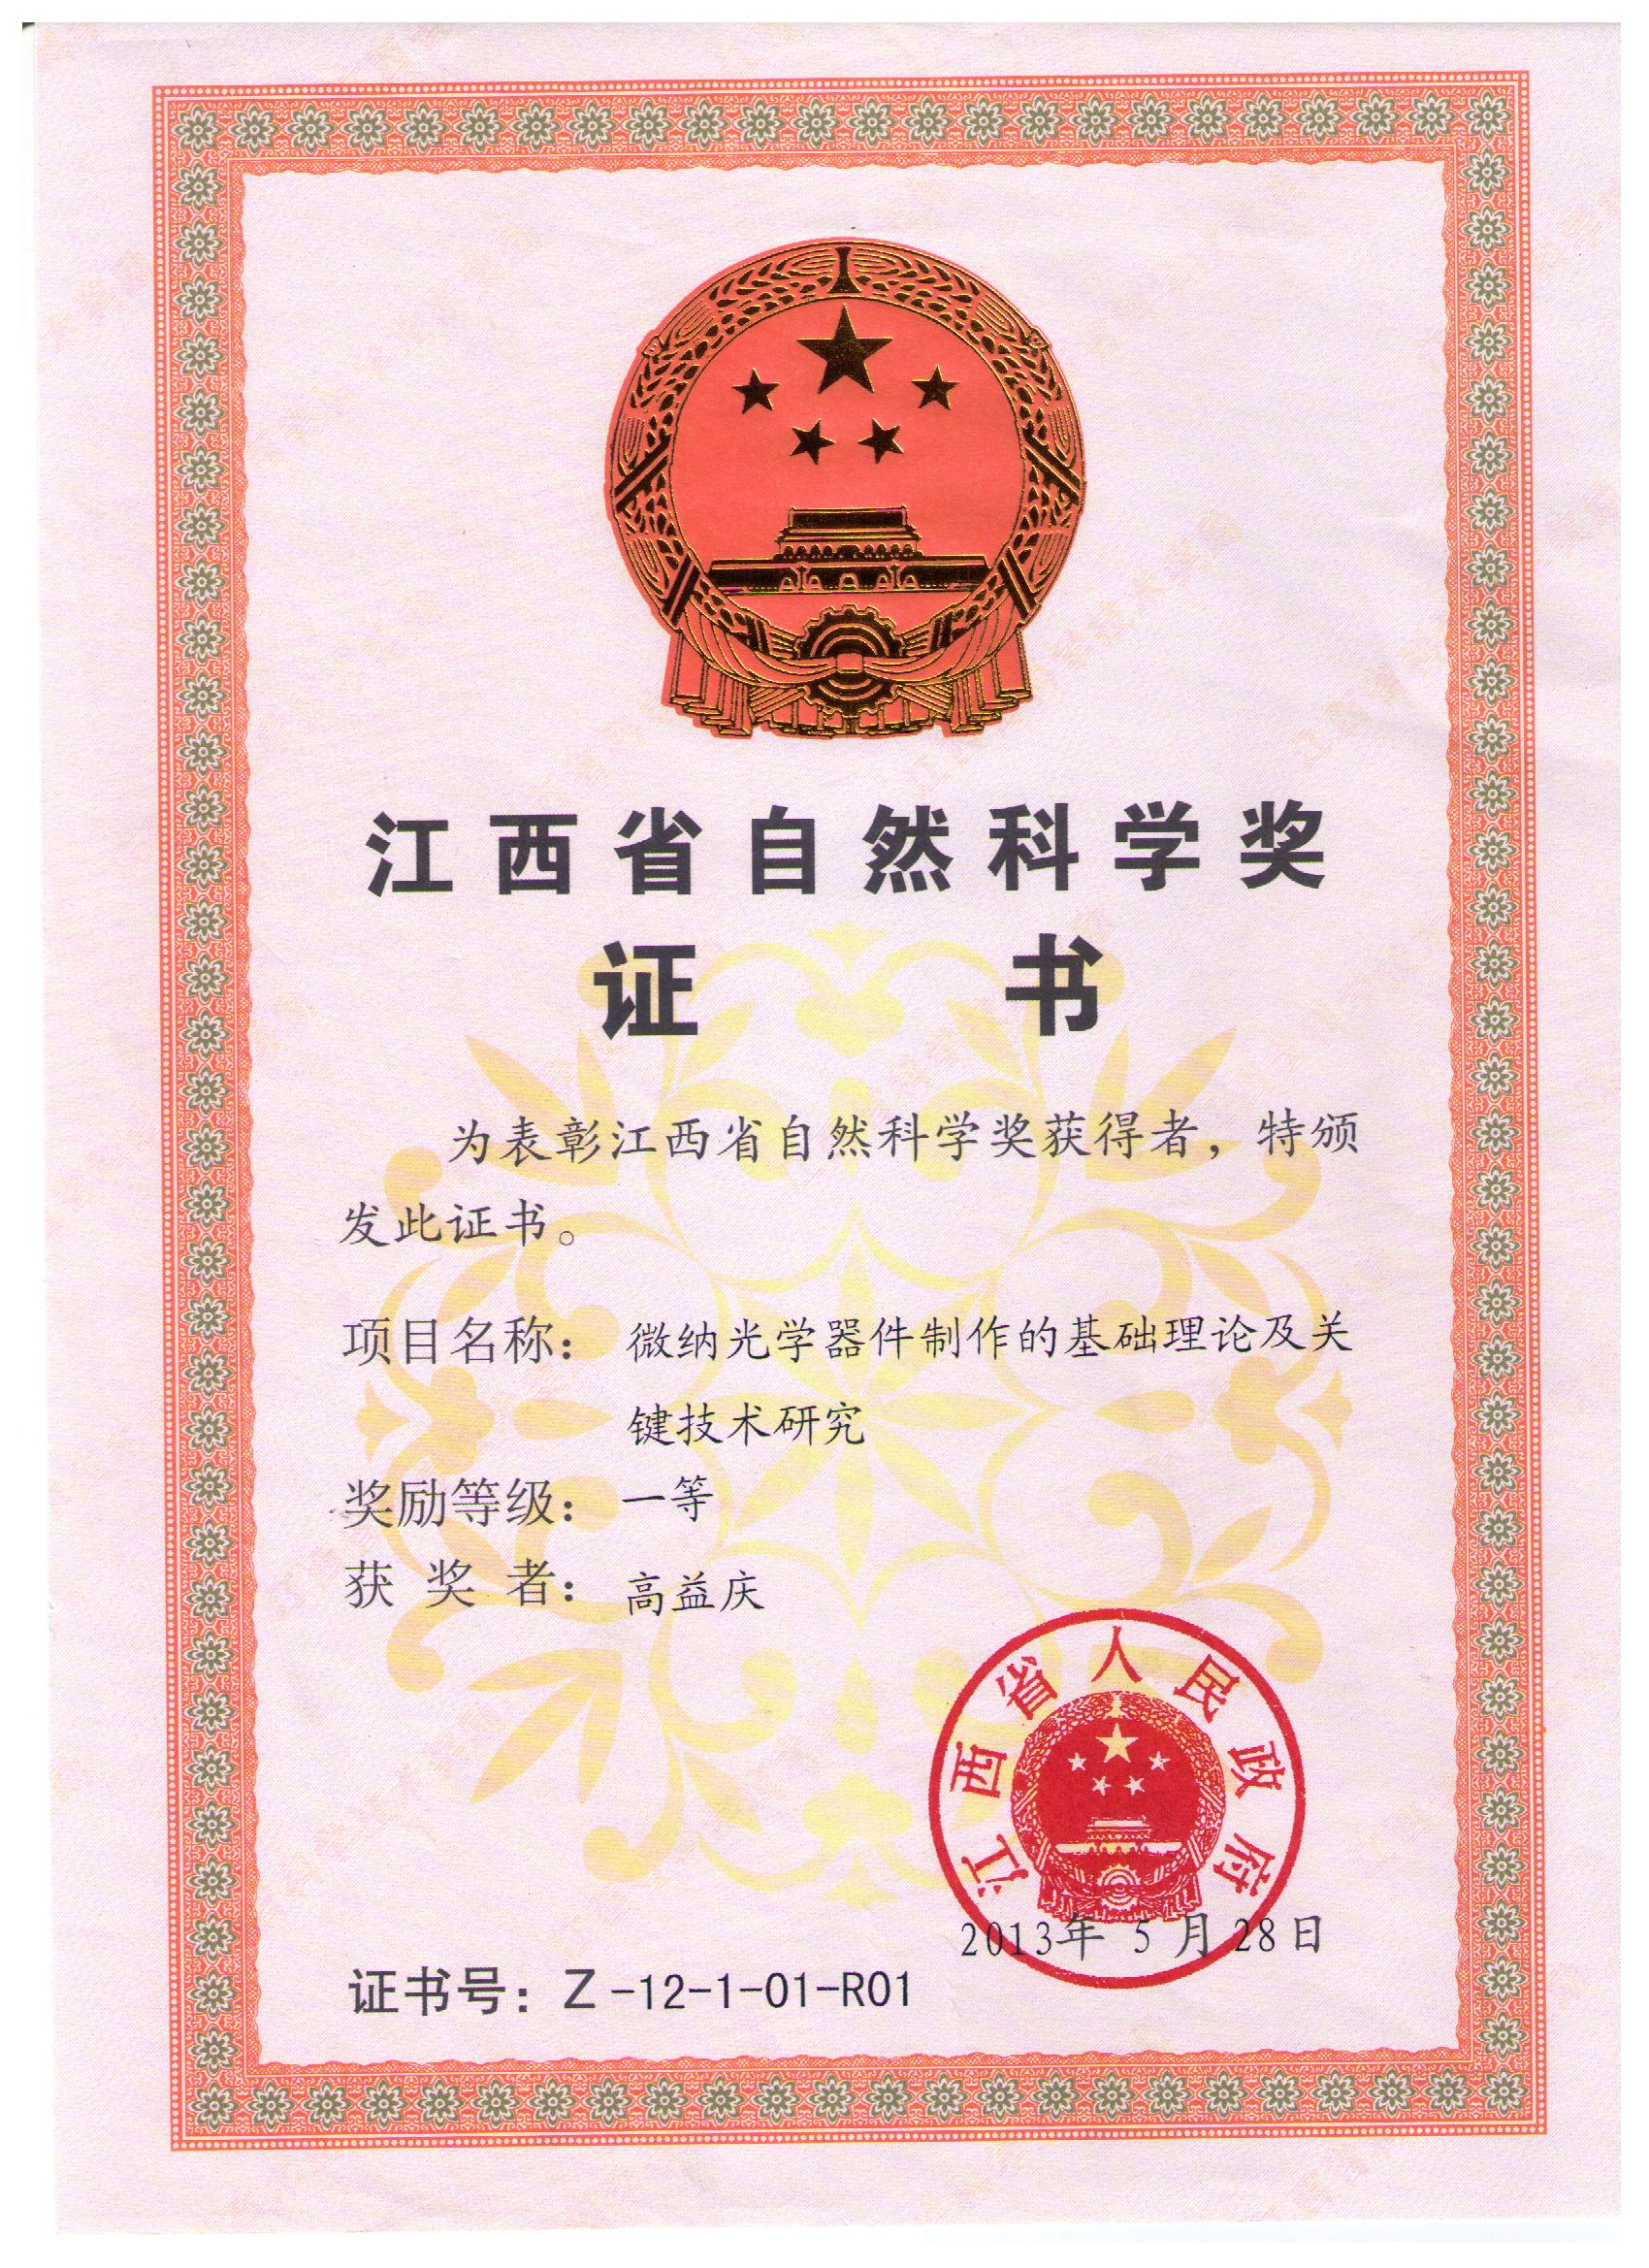 江西省自然科学奖
证书
为表彰江西省自然科学奖获得者，特颁
发此证书。
项目名称：微纳光学器件制作的基础理论及关
键技术研究
奖励等级：一等
获奖者：高益庆
江西省人民政府
2013年 5 月 28日
证书号：Z -12-1-01-R01